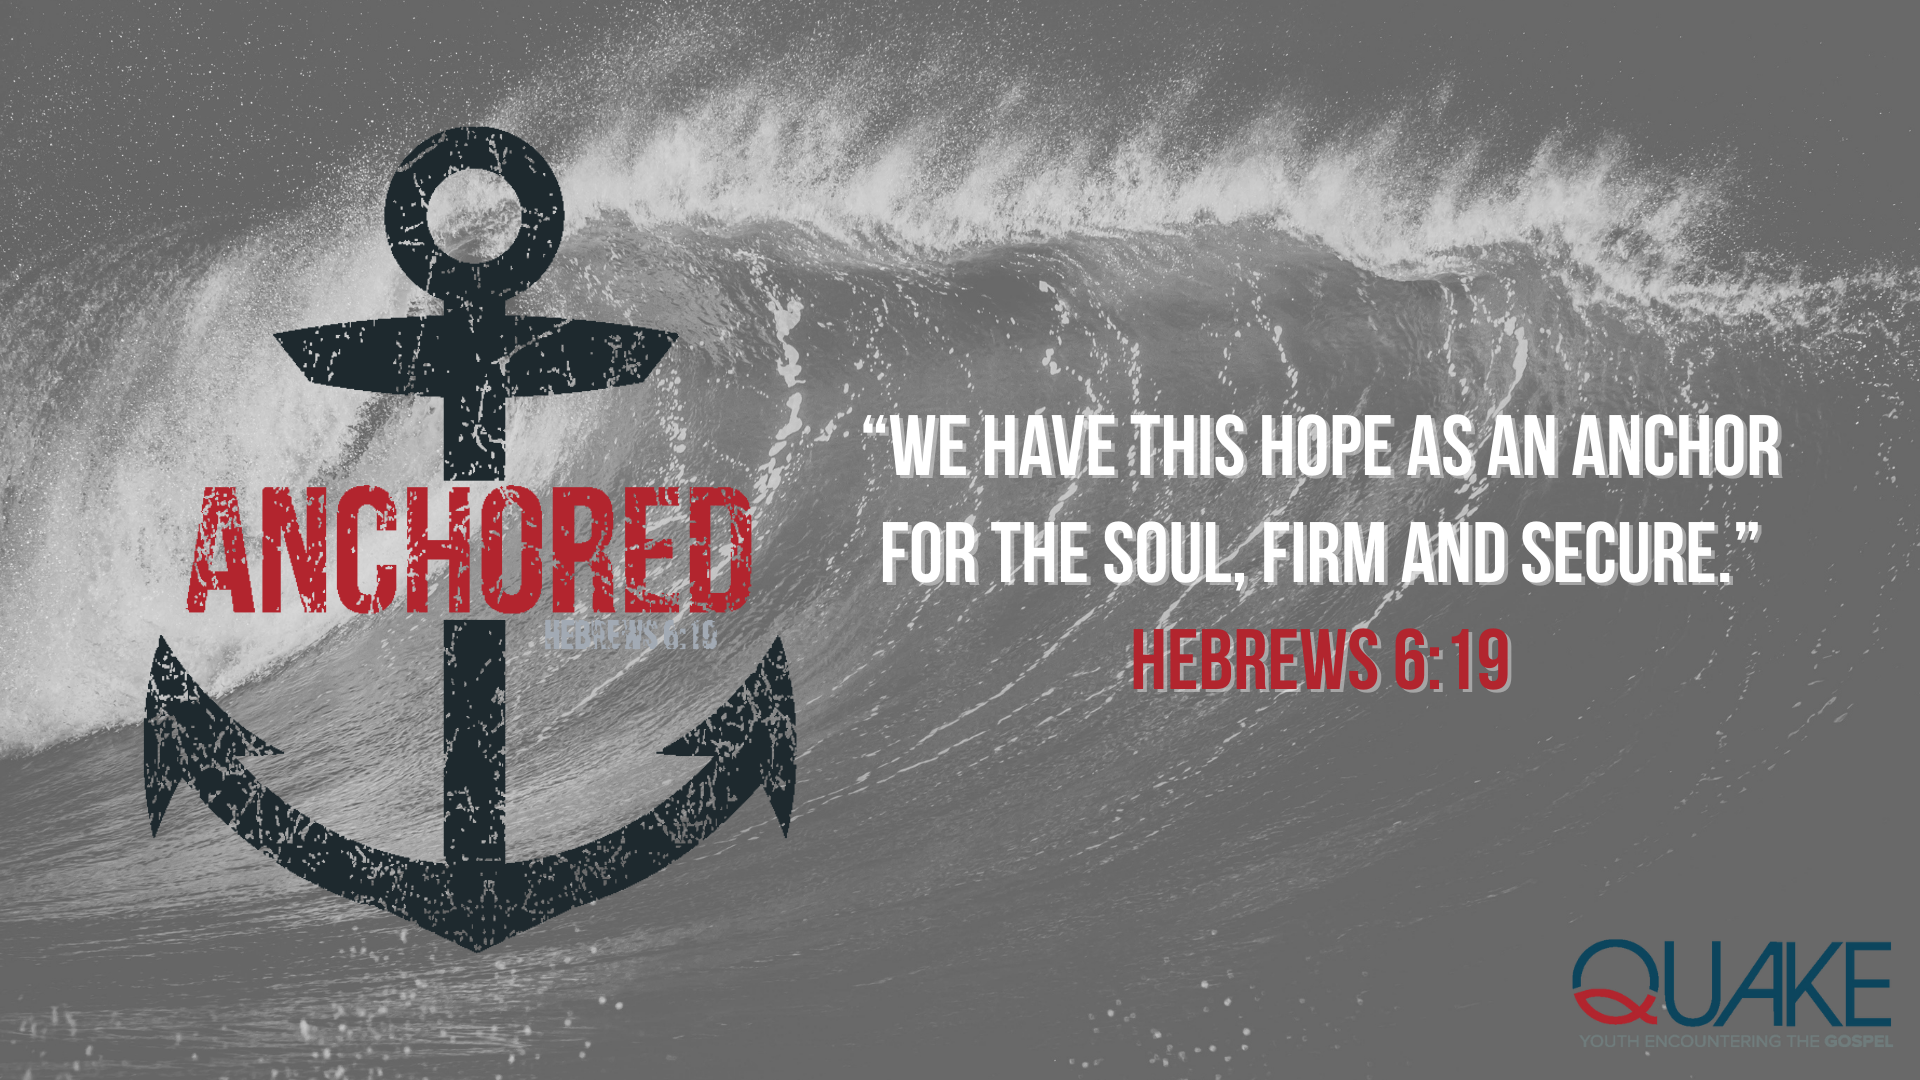 ANCHORED
HEBREWS 6:19
“WE HAVE THIS HOPE AS AN ANCHOR
FOR THE SOUL, FIRM AND SECURE.”
HEBREWS 6:19
QUAKE
YOUTH ENCOUNTERING THE GOSPEL